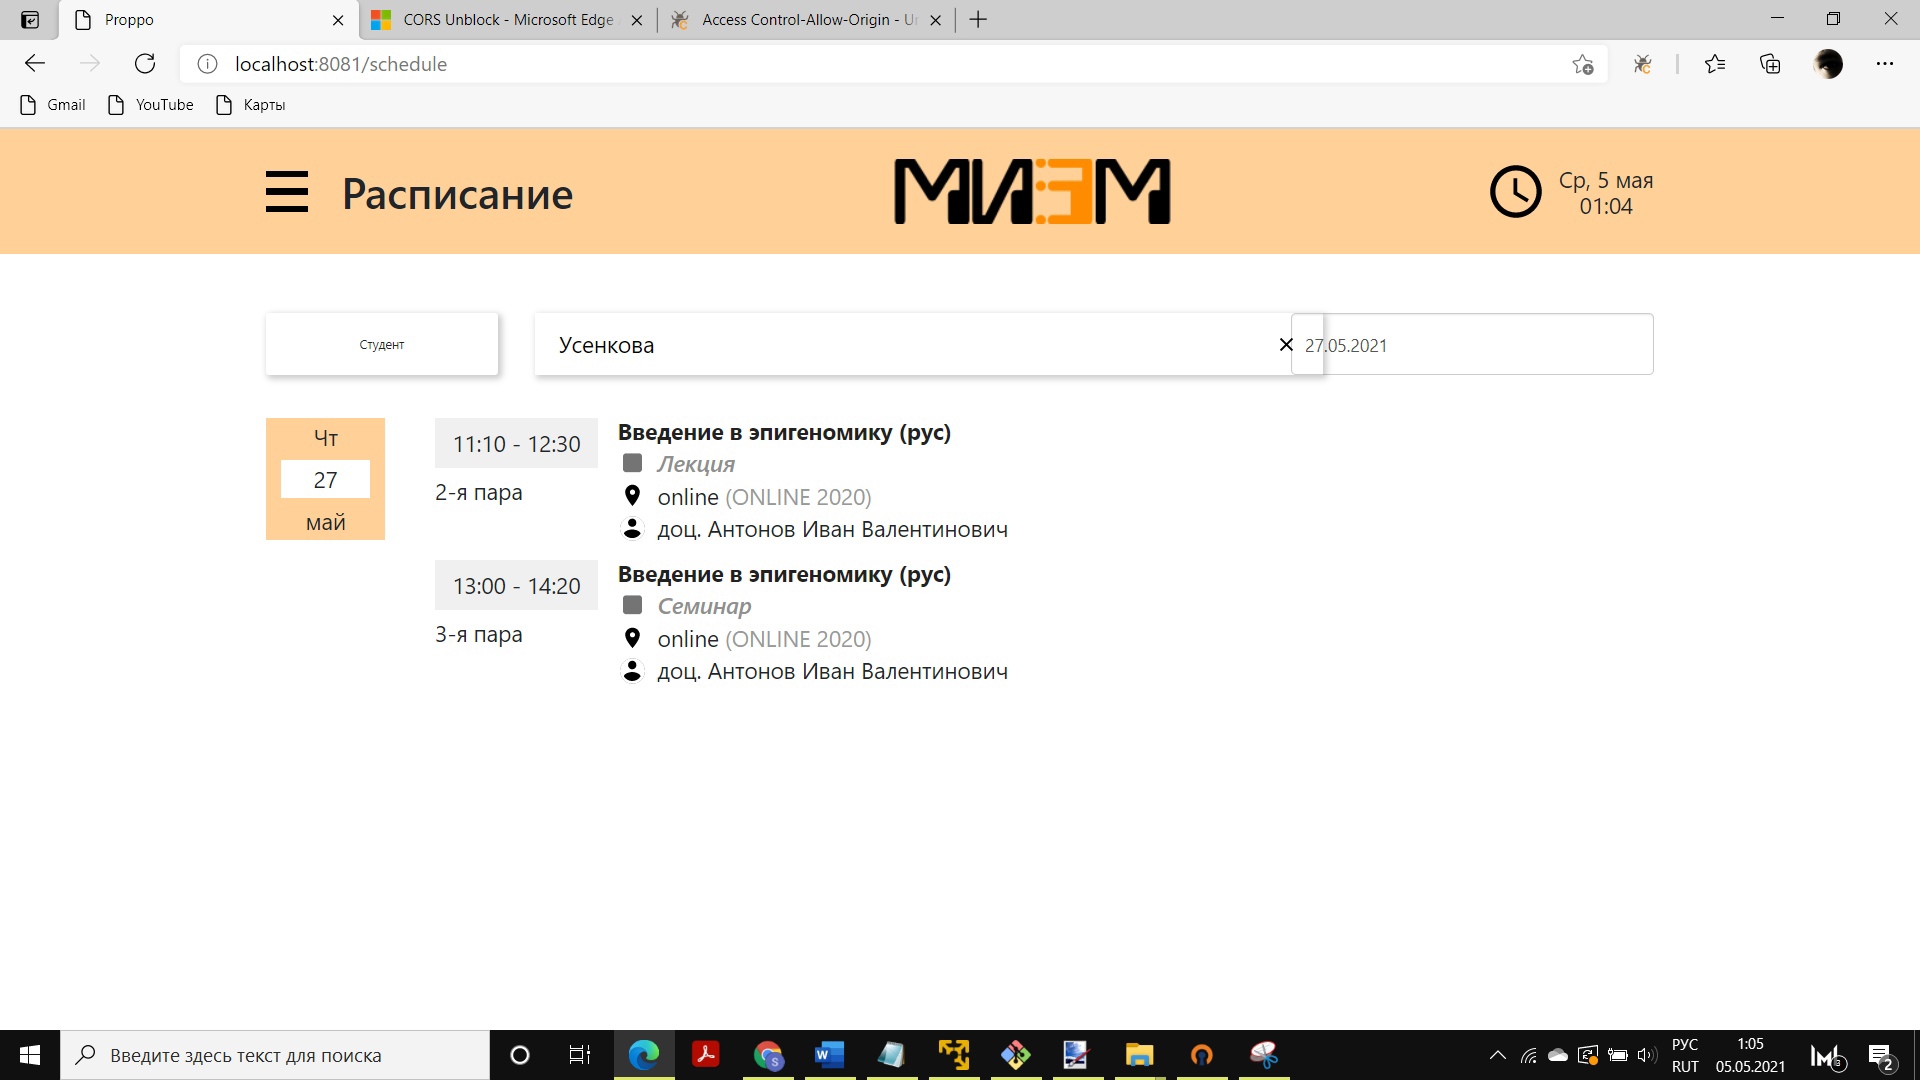 Proppo
CORS Unblock - Microsoft Edge
Access Control-Allow-Origin - Un
localhost:8081/schedule
Gmail
YouTube
Карты
Расписание
МИЭМ
Ср, 5 мая
01:04
Студент
Усенкова
27.05.2021
Чт
27
май
11:10 - 12:30
2-я пара
Введение в эпигеномику (рус)
Лекция
online (ONLINE 2020)
доц. Антонов Иван Валентинович
13:00 - 14:20
3-я пара
Введение в эпигеномику (рус)
Семинар
online (ONLINE 2020)
доц. Антонов Иван Валентинович
Введите здесь текст для поиска
РУС
RUT
1:05
05.05.2021
2